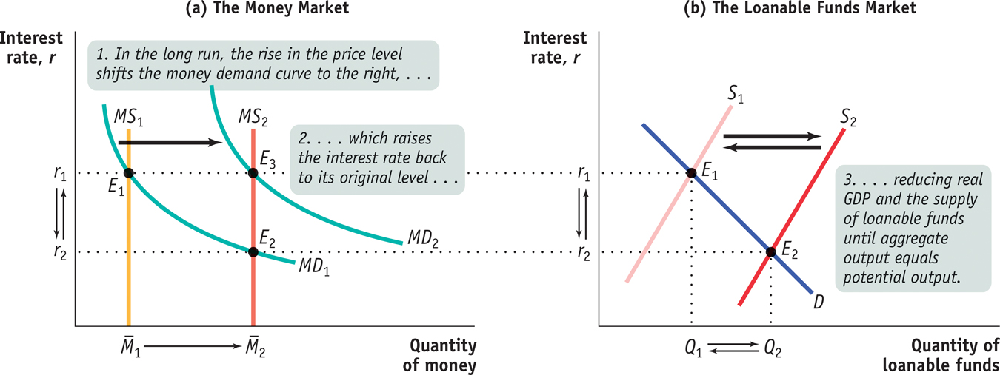 (a) The Money Market
Interest
rate, r
1. In the long run, the rise in the price level
shifts the money demand curve to the right, . . .
MS₁
MS₂
2. . . . which raises
the interest rate back
to its original level . . .
r₁
E₁
E₃
r₂
E₂
MD₂
MD₁
M̅₁
M̅₂
Quantity
of money
(b) The Loanable Funds Market
Interest
rate, r
S₁
S₂
r₁
E₁
3. . . . reducing real
GDP and the supply
of loanable funds
until aggregate
output equals
potential output.
r₂
E₂
D
Q₁
Q₂
Quantity of
loanable funds